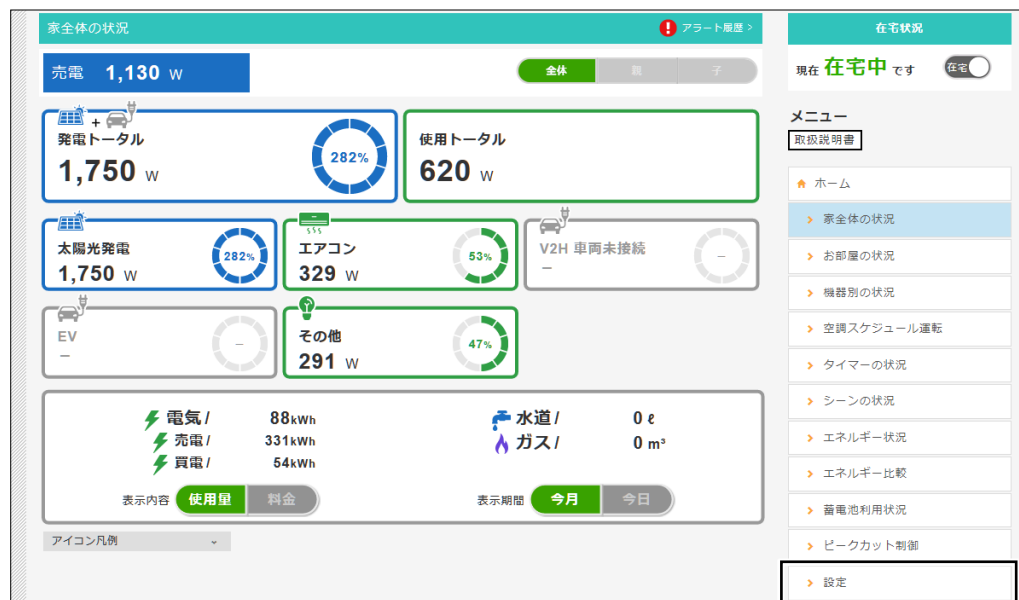 家全体の状況
アラート履歴 >
売電 1,130 W
全体 親 子
発電トータル
1,750 W
282%
使用トータル
620 W
太陽光発電
1,750 W
282%
エアコン
329 W
53%
V2H 車両未接続
–
–
EV
–
–
その他
291 W
47%
電気/ 88kWh
売電/ 331kWh
買電/ 54kWh
水道/ 0 ℓ
ガス/ 0 m³
表示内容 使用量 料金
表示期間 今月 今日
アイコン凡例
在宅状況
現在 在宅中 です 在宅
メニュー
取扱説明書
ホーム
家全体の状況
お部屋の状況
機器別の状況
空調スケジュール運転
タイマーの状況
シーンの状況
エネルギー状況
エネルギー比較
蓄電池利用状況
ピークカット制御
設定